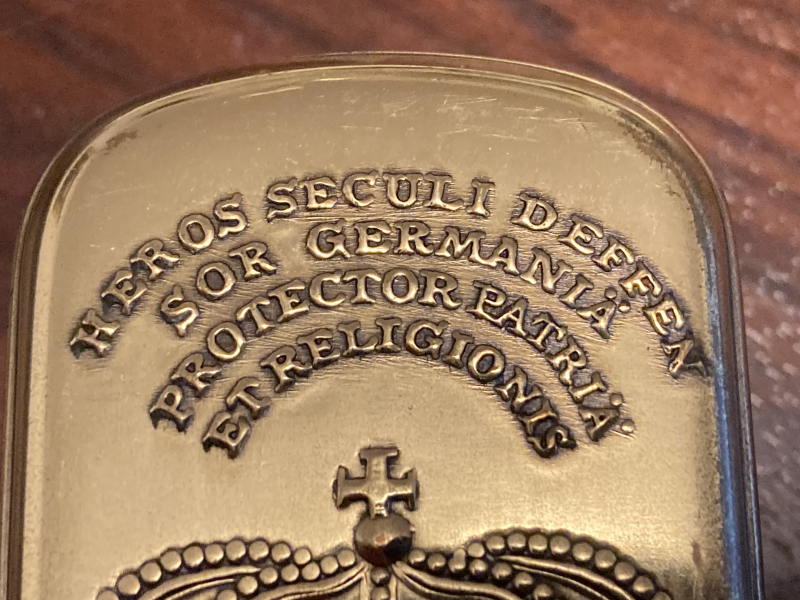 HEROS SECULI DEFFEN
SOR GERMANIÄ
PROTECTOR PATRIÄ
ET RELIGIONIS